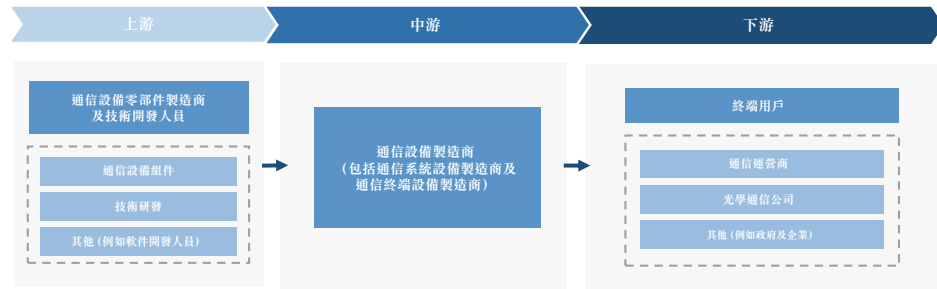 上游
中游
下游
通信設備零部件製造商
及技術開發人員
通信設備組件
技術研發
其他 (例如軟件開發人員)
通信設備製造商
(包括通信系統設備製造商及
通信終端設備製造商)
終端用戶
通信運營商
光學通信公司
其他 (例如政府及企業)